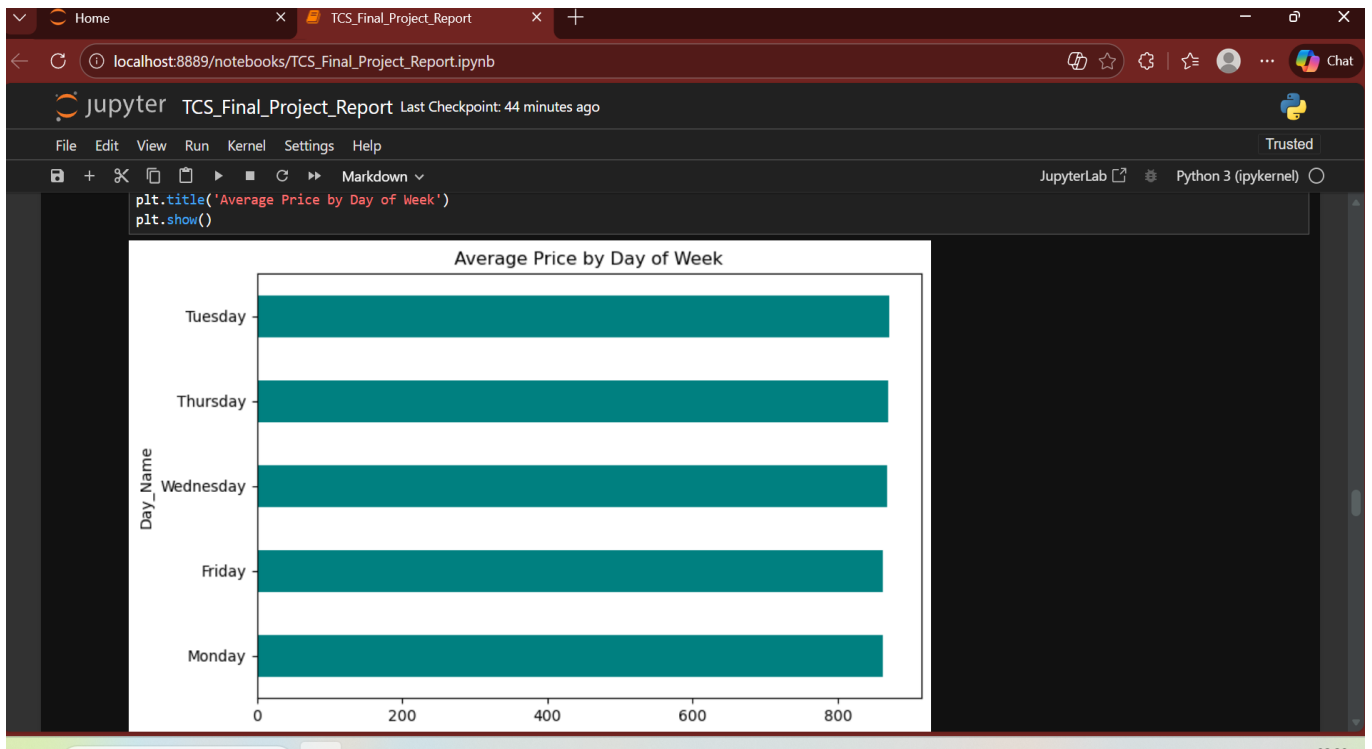 Home
TCS_Final_Project_Report
localhost:8889/notebooks/TCS_Final_Project_Report.ipynb
Chat
jupyter TCS_Final_Project_Report Last Checkpoint: 44 minutes ago
File Edit View Run Kernel Settings Help
Trusted
Markdown
JupyterLab
Python 3 (ipykernel)
plt.title('Average Price by Day of Week')
plt.show()
Average Price by Day of Week
Tuesday
Thursday
Wednesday
Friday
Monday
Day_Name
0 200 400 600 800